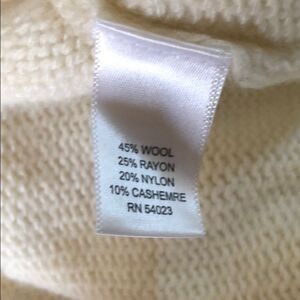 45% WOOL
25% RAYON
20% NYLON
10% CASHEMRE
RN 54023